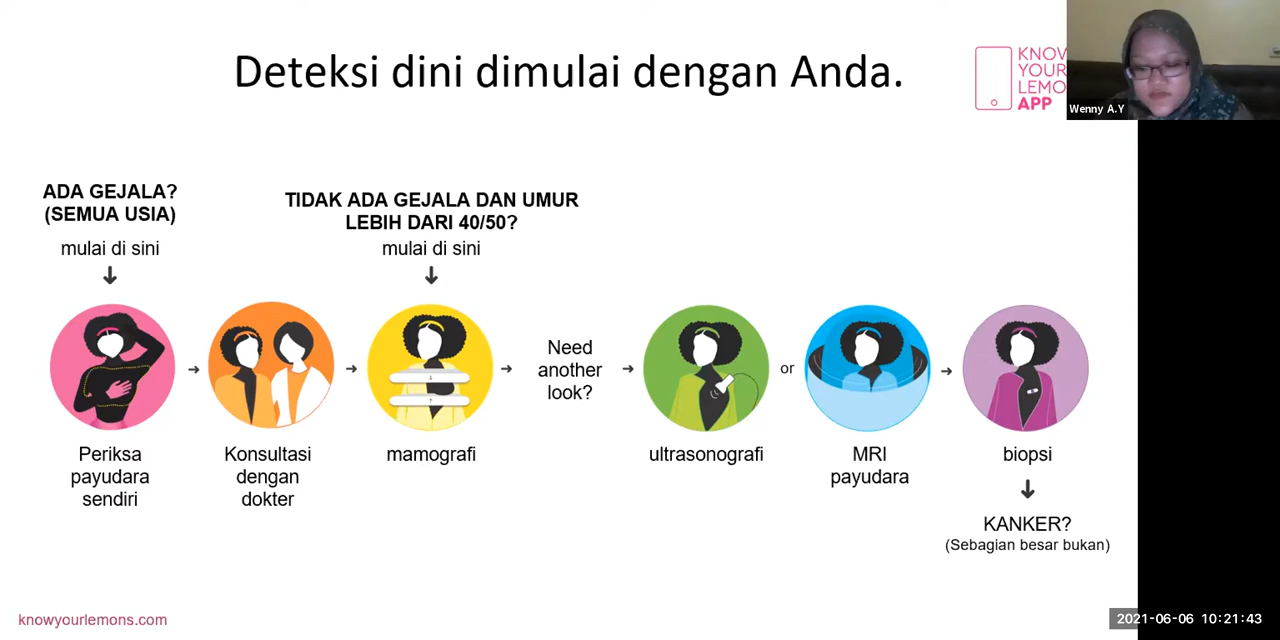 Deteksi dini dimulai dengan Anda.
YOUR
APP
Wenny A.Y
ADA GEJALA?
(SEMUA USIA)
mulai di sini
TIDAK ADA GEJALA DAN UMUR
LEBIH DARI 40/50?
mulai di sini
Periksa
payudara
sendiri
Konsultasi
dengan
dokter
mamografi
Need
another
look?
ultrasonografi
or
MRI
payudara
biopsi
KANKER?
(Sebagian besar bukan)
knowyourlemons.com
2021-06-06 10:21:43